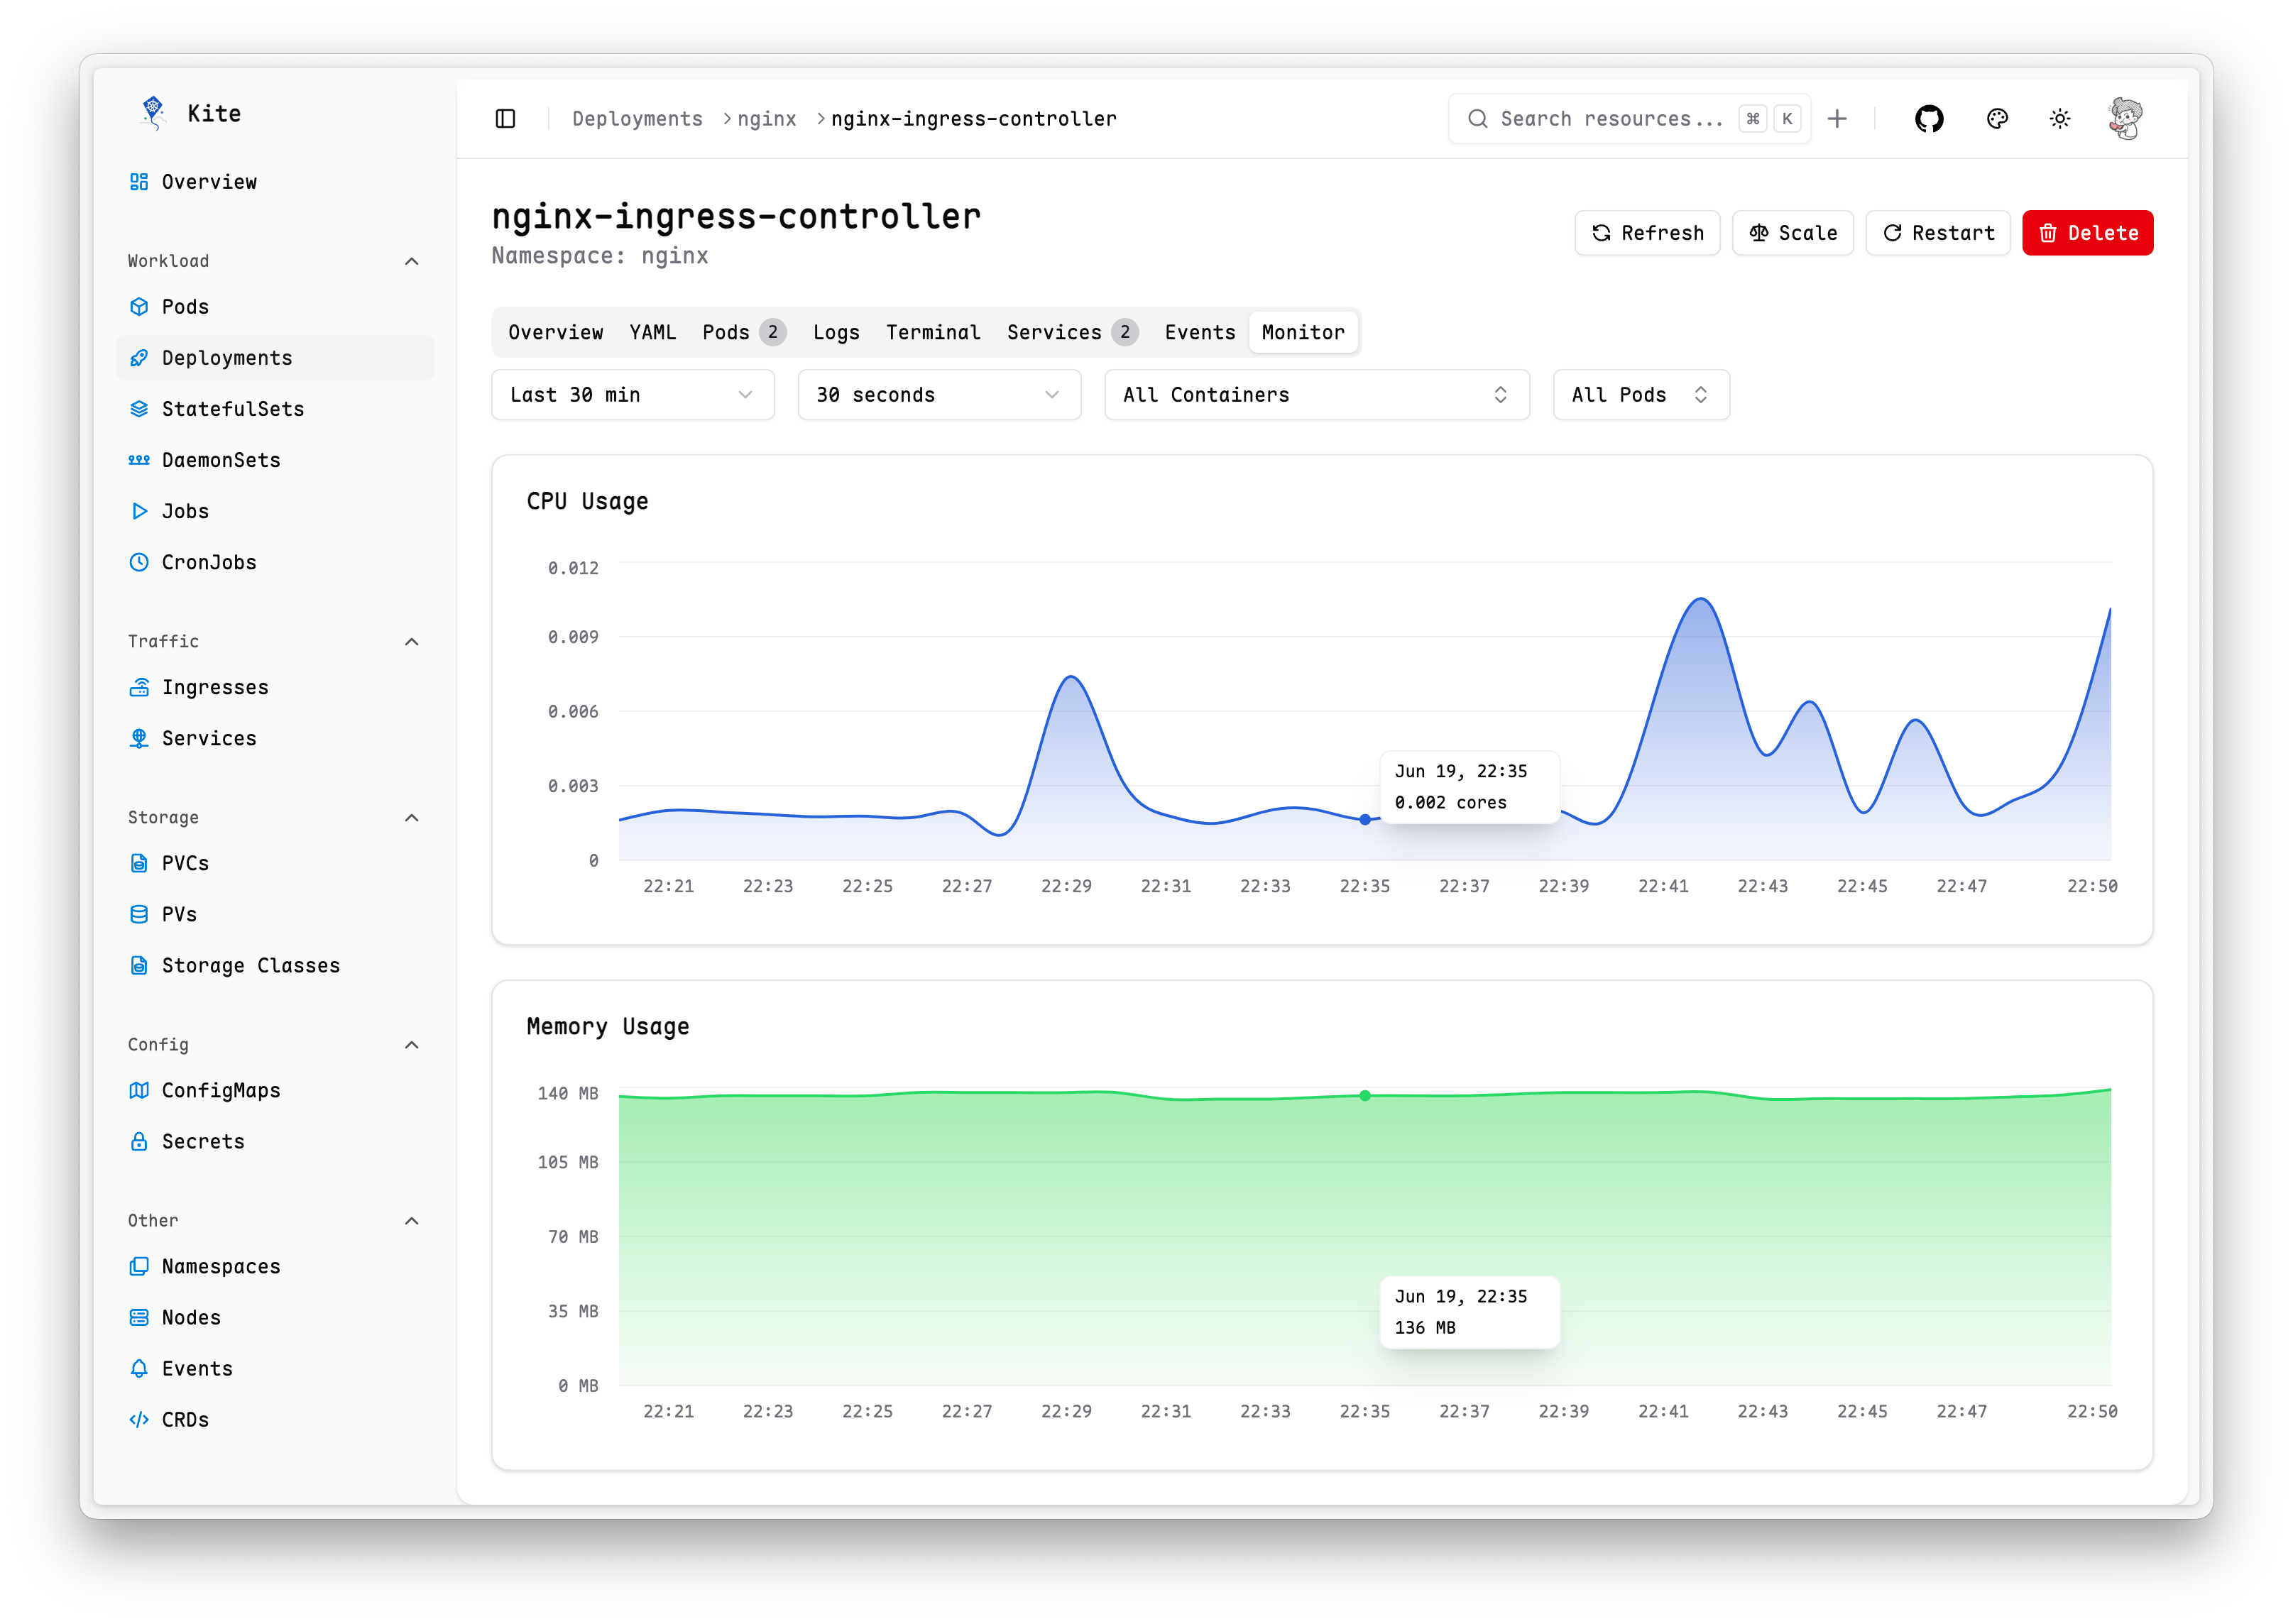 Kite
Overview
Workload
Pods
Deployments
StatefulSets
DaemonSets
Jobs
CronJobs
Traffic
Ingresses
Services
Storage
PVCs
PVs
Storage Classes
Config
ConfigMaps
Secrets
Other
Namespaces
Nodes
Events
CRDs
Deployments > nginx > nginx-ingress-controller
Search resources... ⌘ K
nginx-ingress-controller
Namespace: nginx
Refresh Scale Restart Delete
Overview YAML Pods 2 Logs Terminal Services 2 Events Monitor
Last 30 min 30 seconds All Containers All Pods
CPU Usage
0.012
0.009
0.006
0.003
0
Jun 19, 22:35
0.002 cores
22:21 22:23 22:25 22:27 22:29 22:31 22:33 22:35 22:37 22:39 22:41 22:43 22:45 22:47 22:50
Memory Usage
140 MB
105 MB
70 MB
35 MB
0 MB
Jun 19, 22:35
136 MB
22:21 22:23 22:25 22:27 22:29 22:31 22:33 22:35 22:37 22:39 22:41 22:43 22:45 22:47 22:50